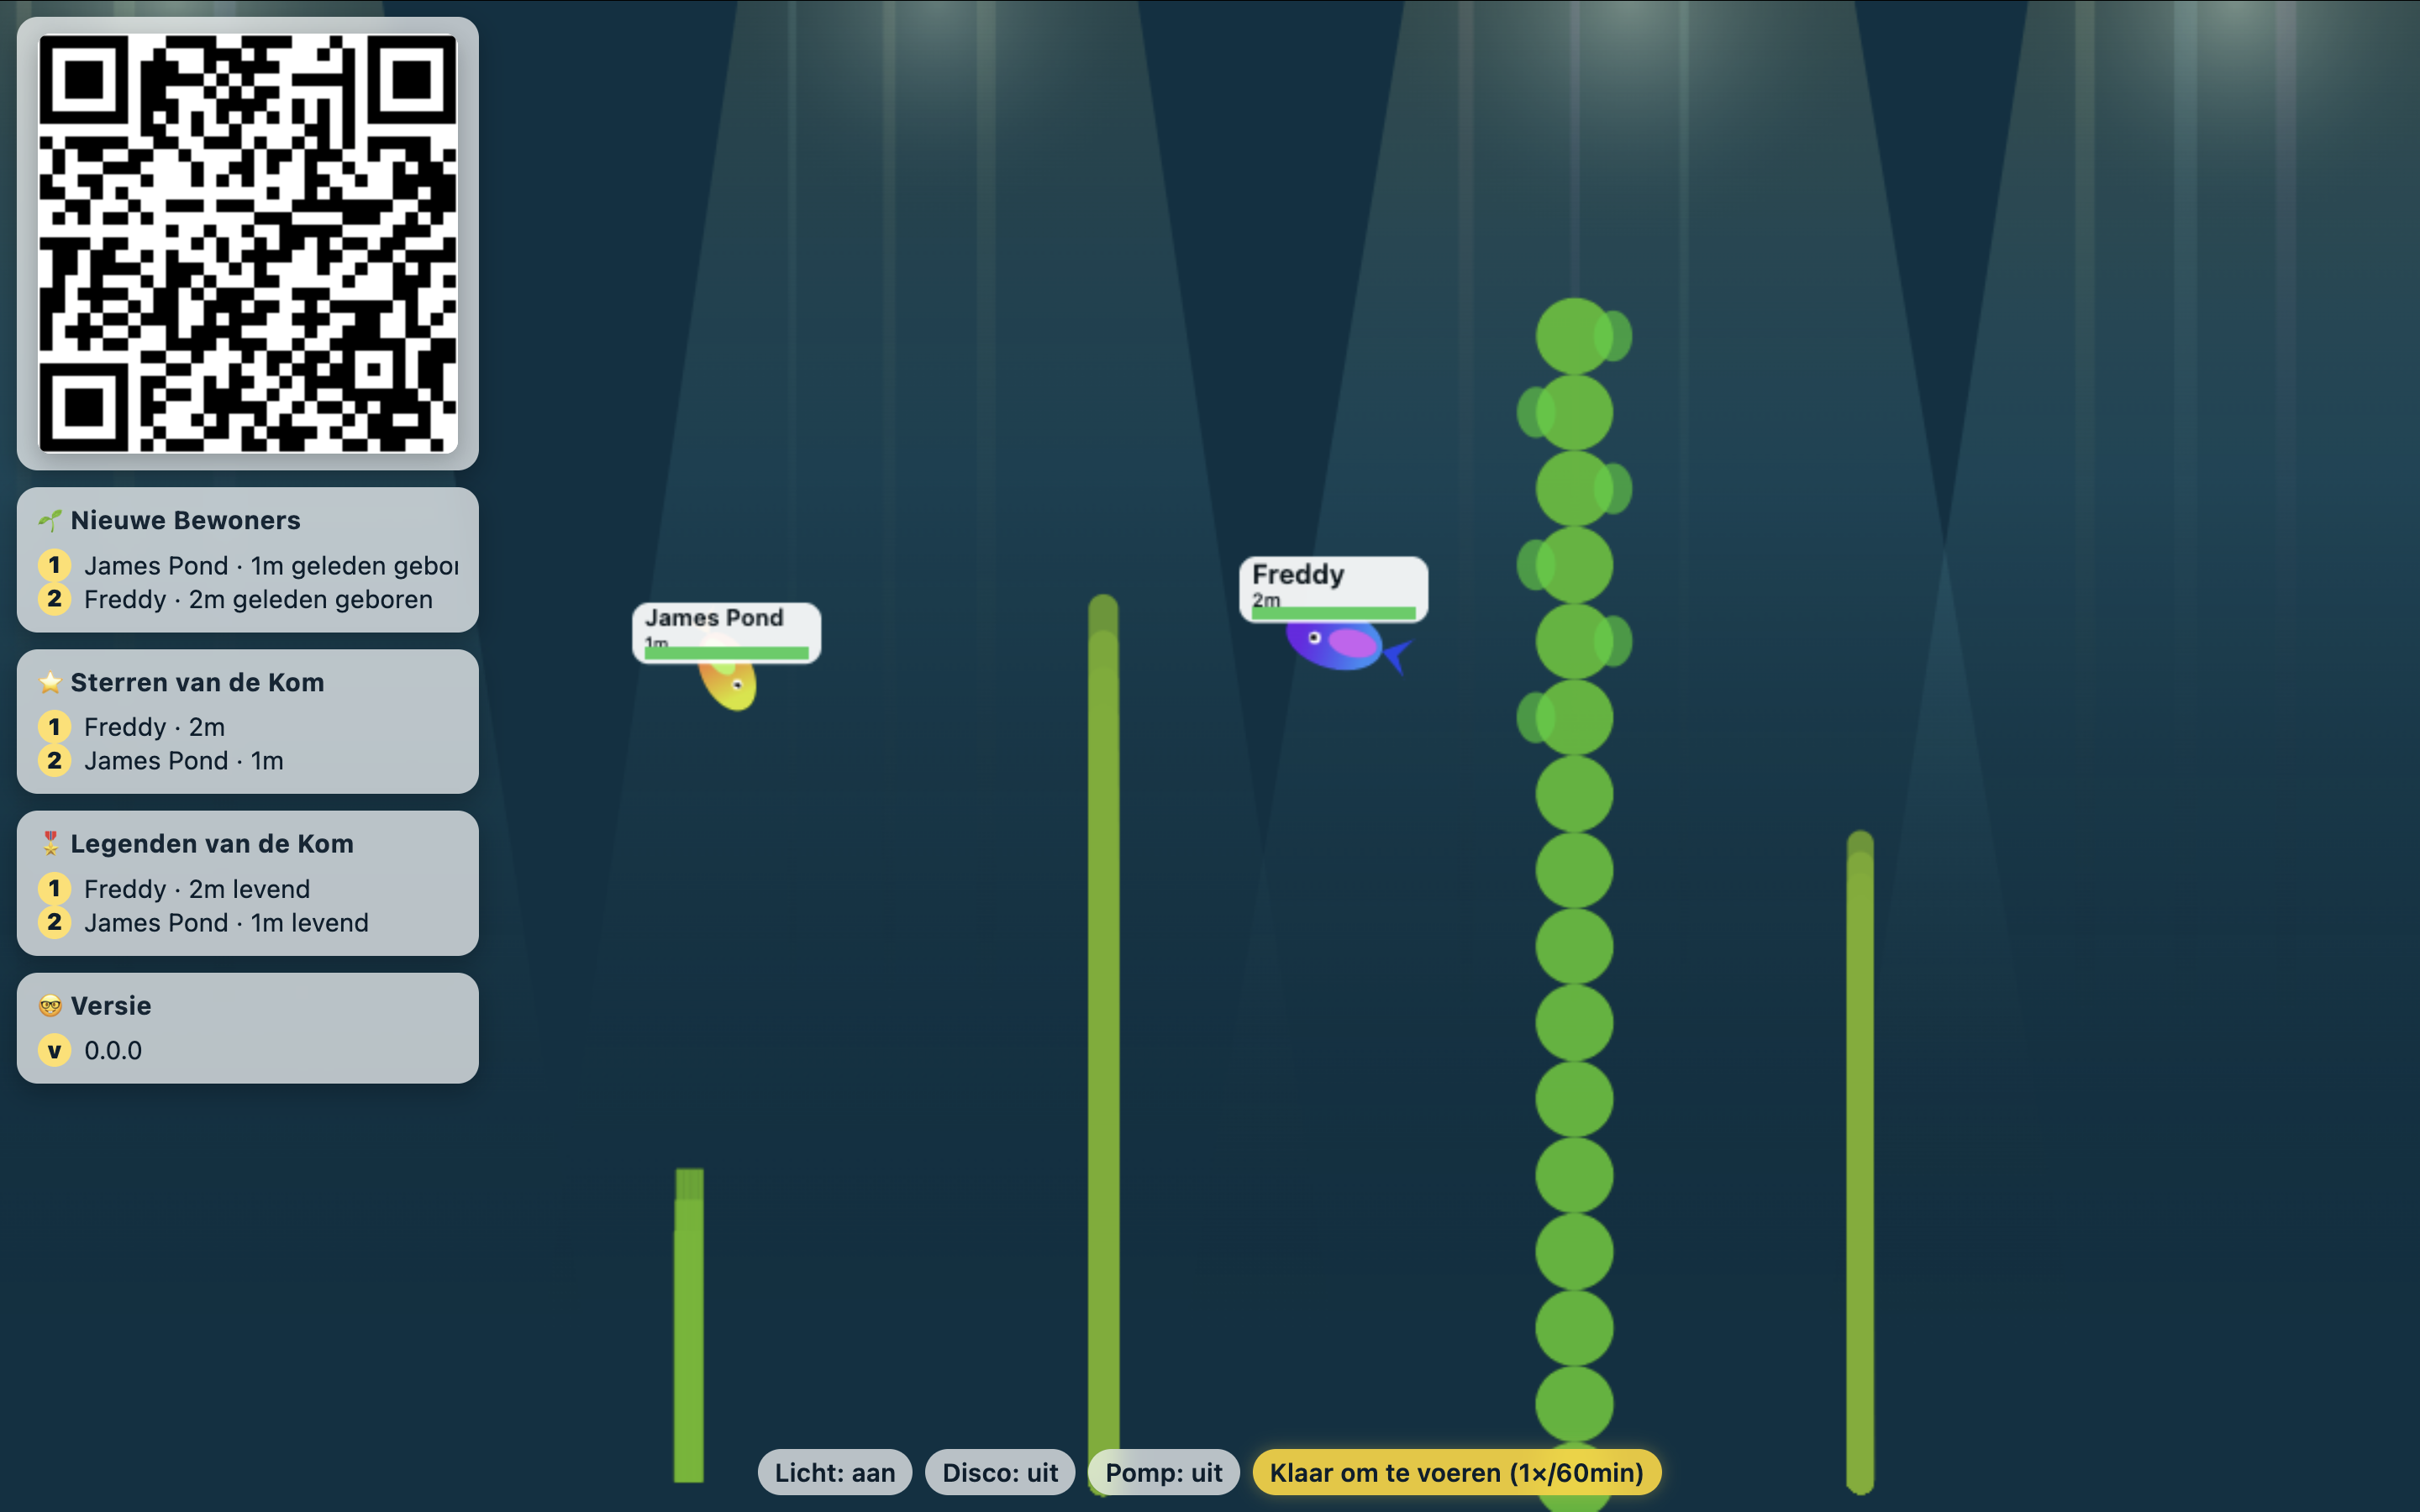 Nieuwe Bewoners
1 James Pond · 1m geleden gebor
2 Freddy · 2m geleden geboren
Sterren van de Kom
1 Freddy · 2m
2 James Pond · 1m
Legenden van de Kom
1 Freddy · 2m levend
2 James Pond · 1m levend
Versie
v 0.0.0
James Pond
1m
Freddy
2m
Licht: aan
Disco: uit
Pomp: uit
Klaar om te voeren (1×/60min)